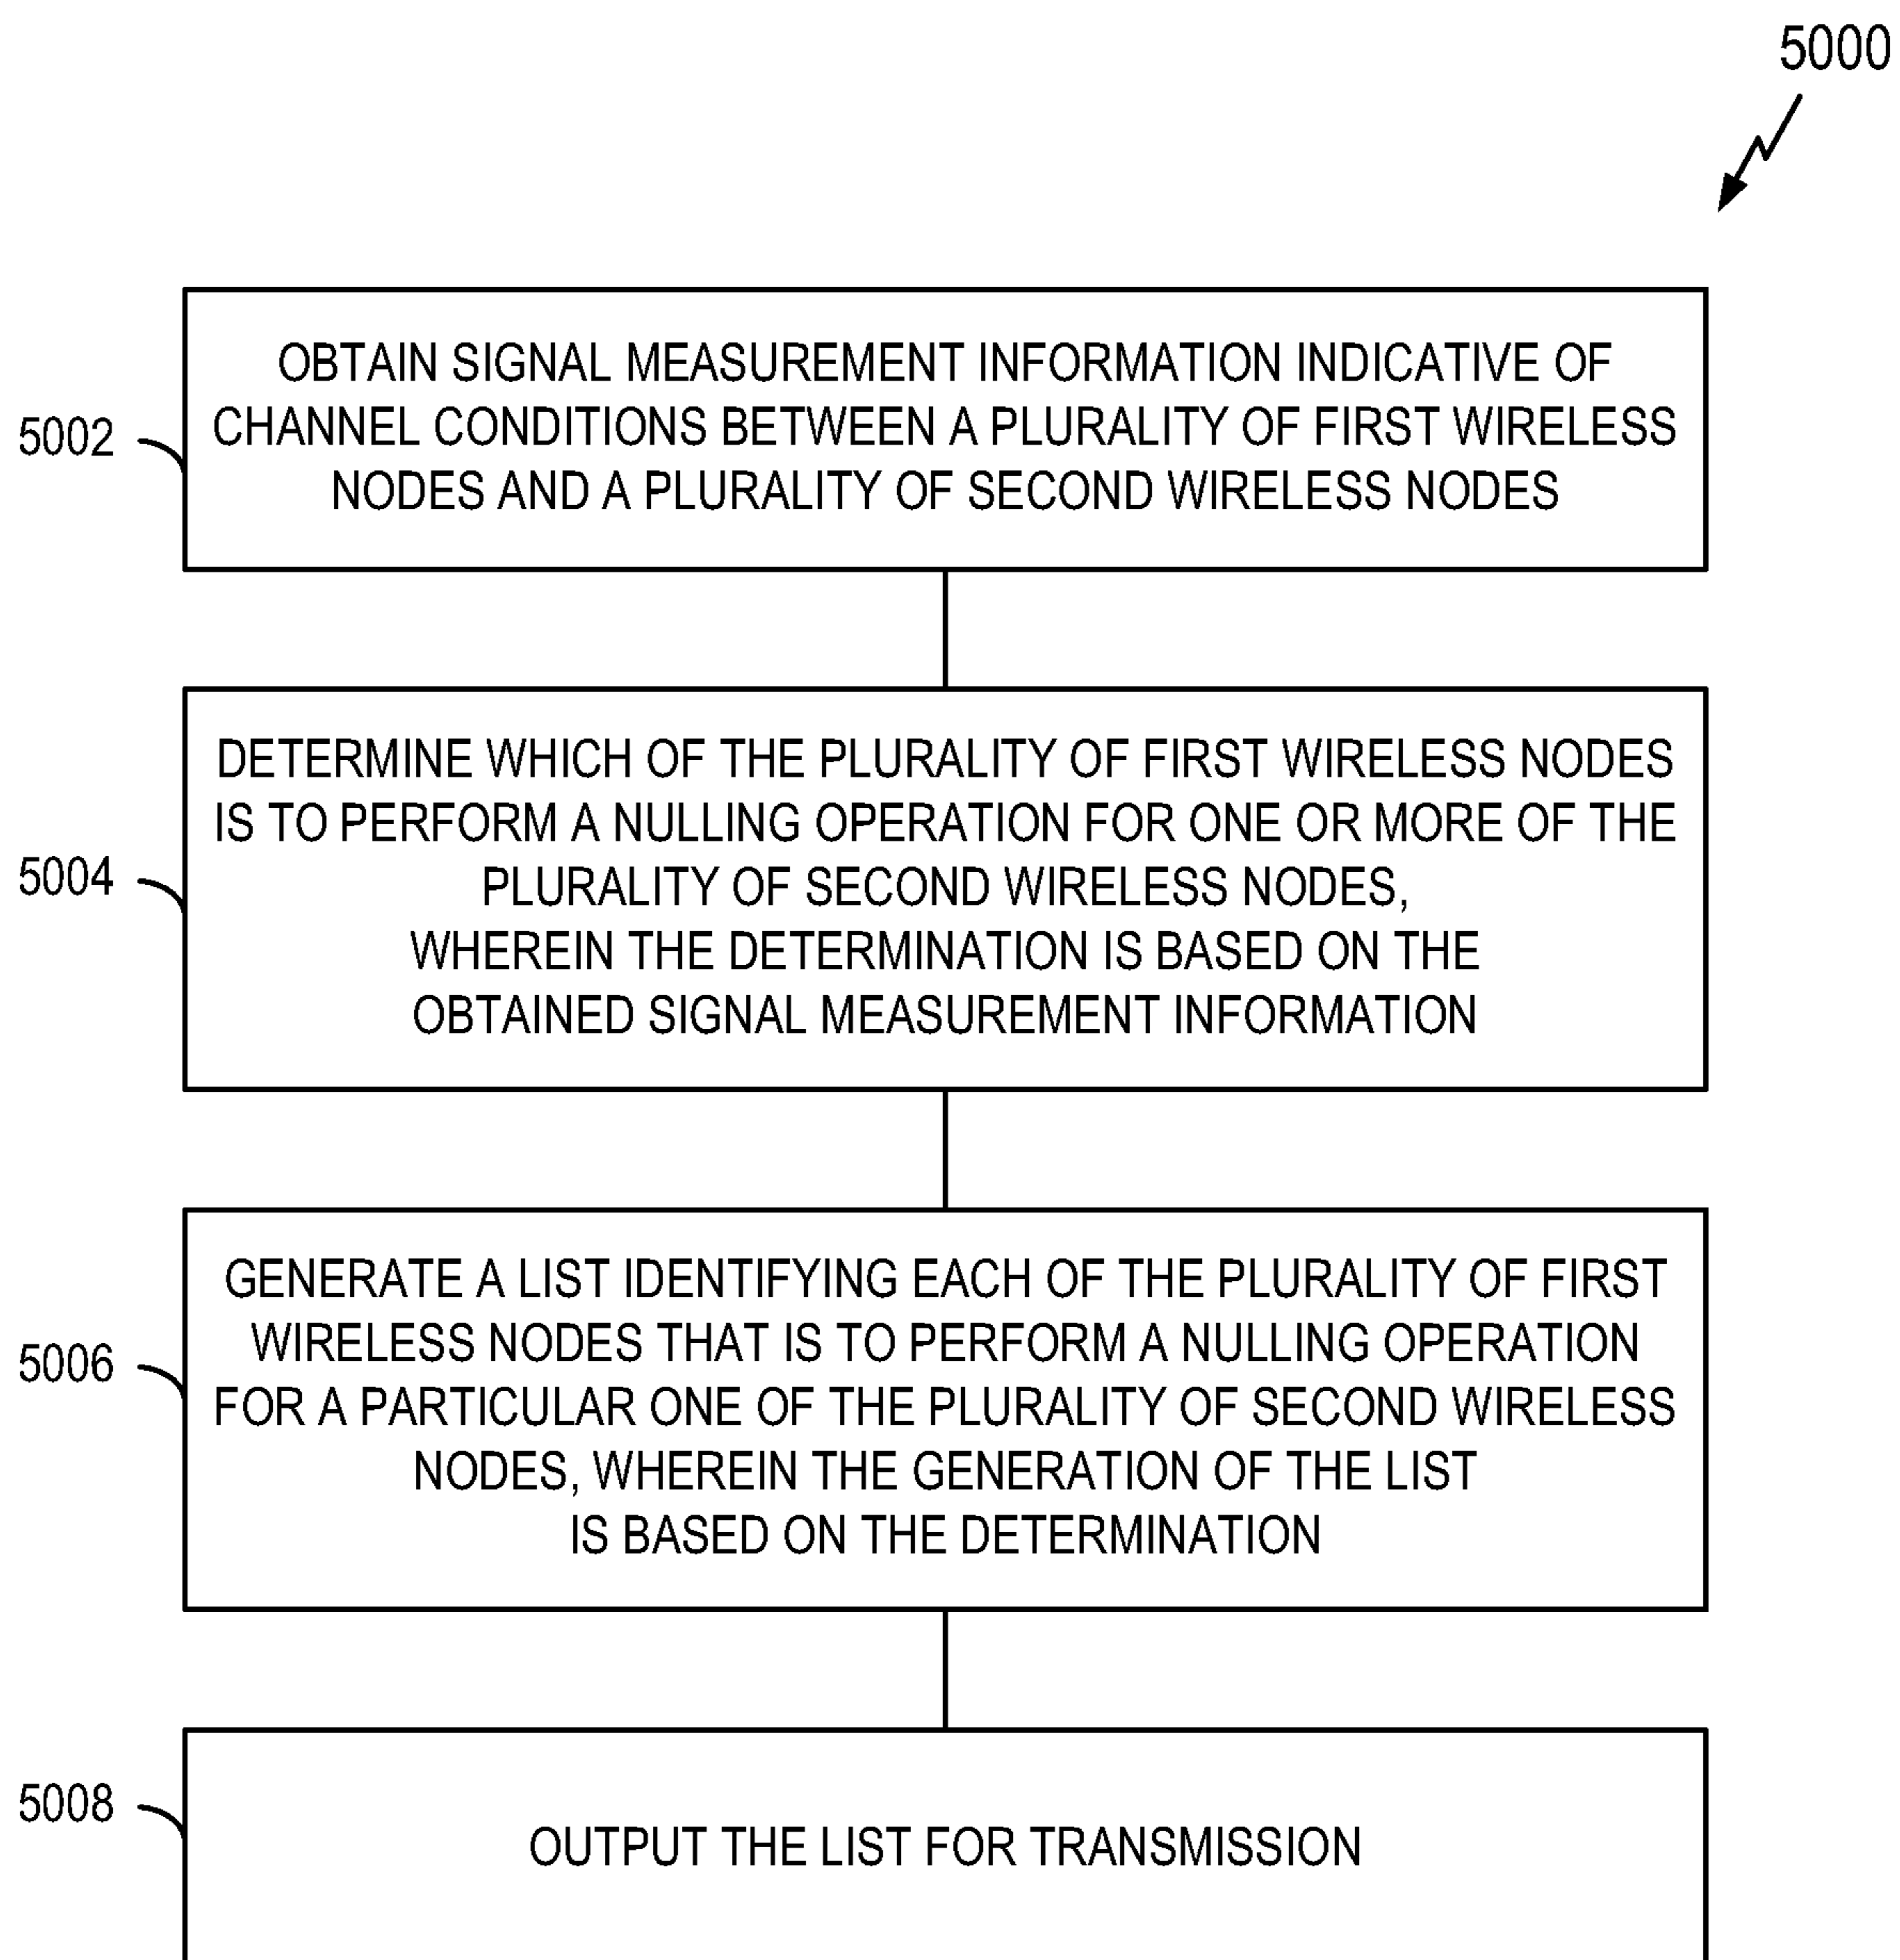 5000
OBTAIN SIGNAL MEASUREMENT INFORMATION INDICATIVE OF
CHANNEL CONDITIONS BETWEEN A PLURALITY OF FIRST WIRELESS
NODES AND A PLURALITY OF SECOND WIRELESS NODES
5002
DETERMINE WHICH OF THE PLURALITY OF FIRST WIRELESS NODES
IS TO PERFORM A NULLING OPERATION FOR ONE OR MORE OF THE
PLURALITY OF SECOND WIRELESS NODES,
WHEREIN THE DETERMINATION IS BASED ON THE
OBTAINED SIGNAL MEASUREMENT INFORMATION
5004
GENERATE A LIST IDENTIFYING EACH OF THE PLURALITY OF FIRST
WIRELESS NODES THAT IS TO PERFORM A NULLING OPERATION
FOR A PARTICULAR ONE OF THE PLURALITY OF SECOND WIRELESS
NODES, WHEREIN THE GENERATION OF THE LIST
IS BASED ON THE DETERMINATION
5006
5008
OUTPUT THE LIST FOR TRANSMISSION